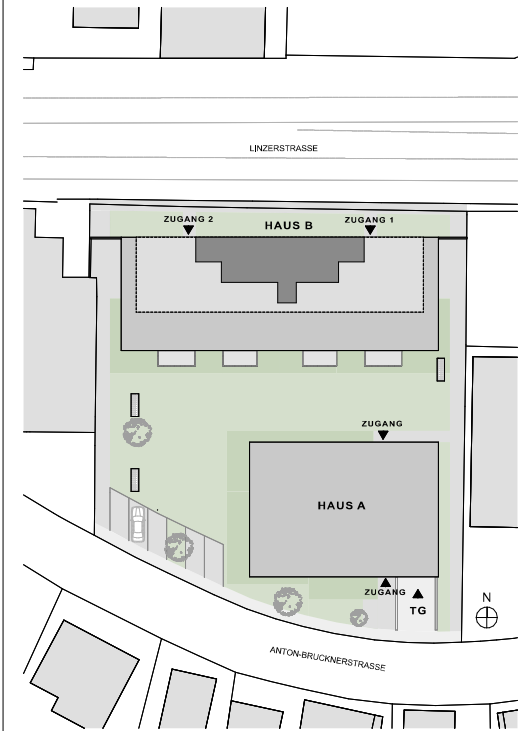 LINZERSTRASSE
ZUGANG 2
HAUS B
ZUGANG 1
ZUGANG
HAUS A
ZUGANG
TG
N
ANTON-BRUCKNERSTRASSE